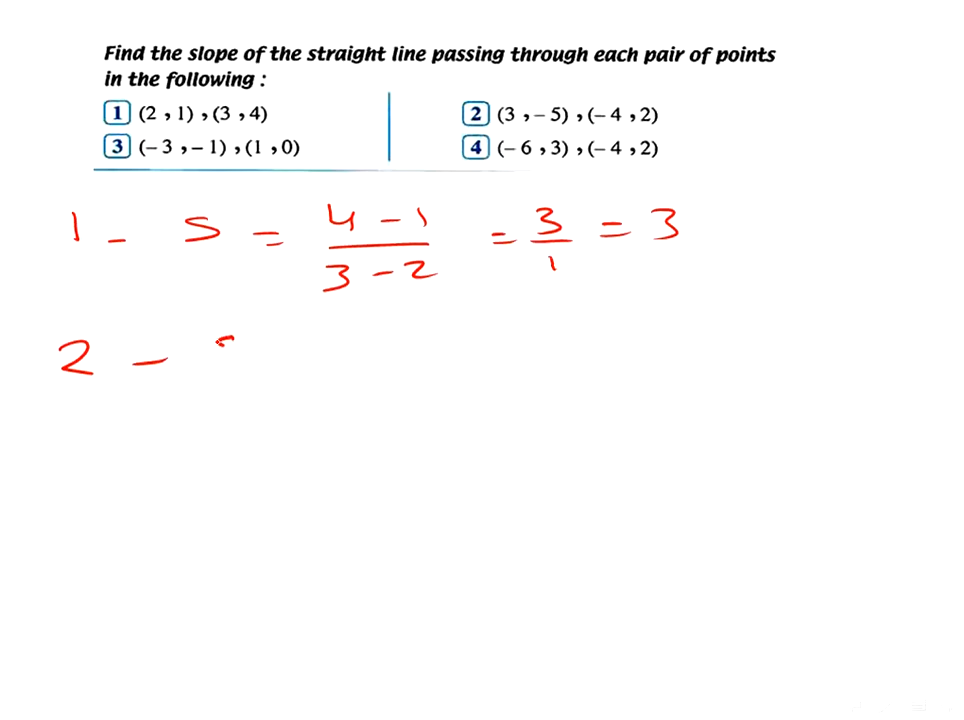 Find the slope of the straight line passing through each pair of points
in the following :
1 (2 , 1) , (3 , 4)
2 (3 , – 5) , (– 4 , 2)
3 (– 3 , – 1) , (1 , 0)
4 (– 6 , 3) , (– 4 , 2)
1 - S = 4 - 1 / 3 - 2 = 3 / 1 = 3
2 -